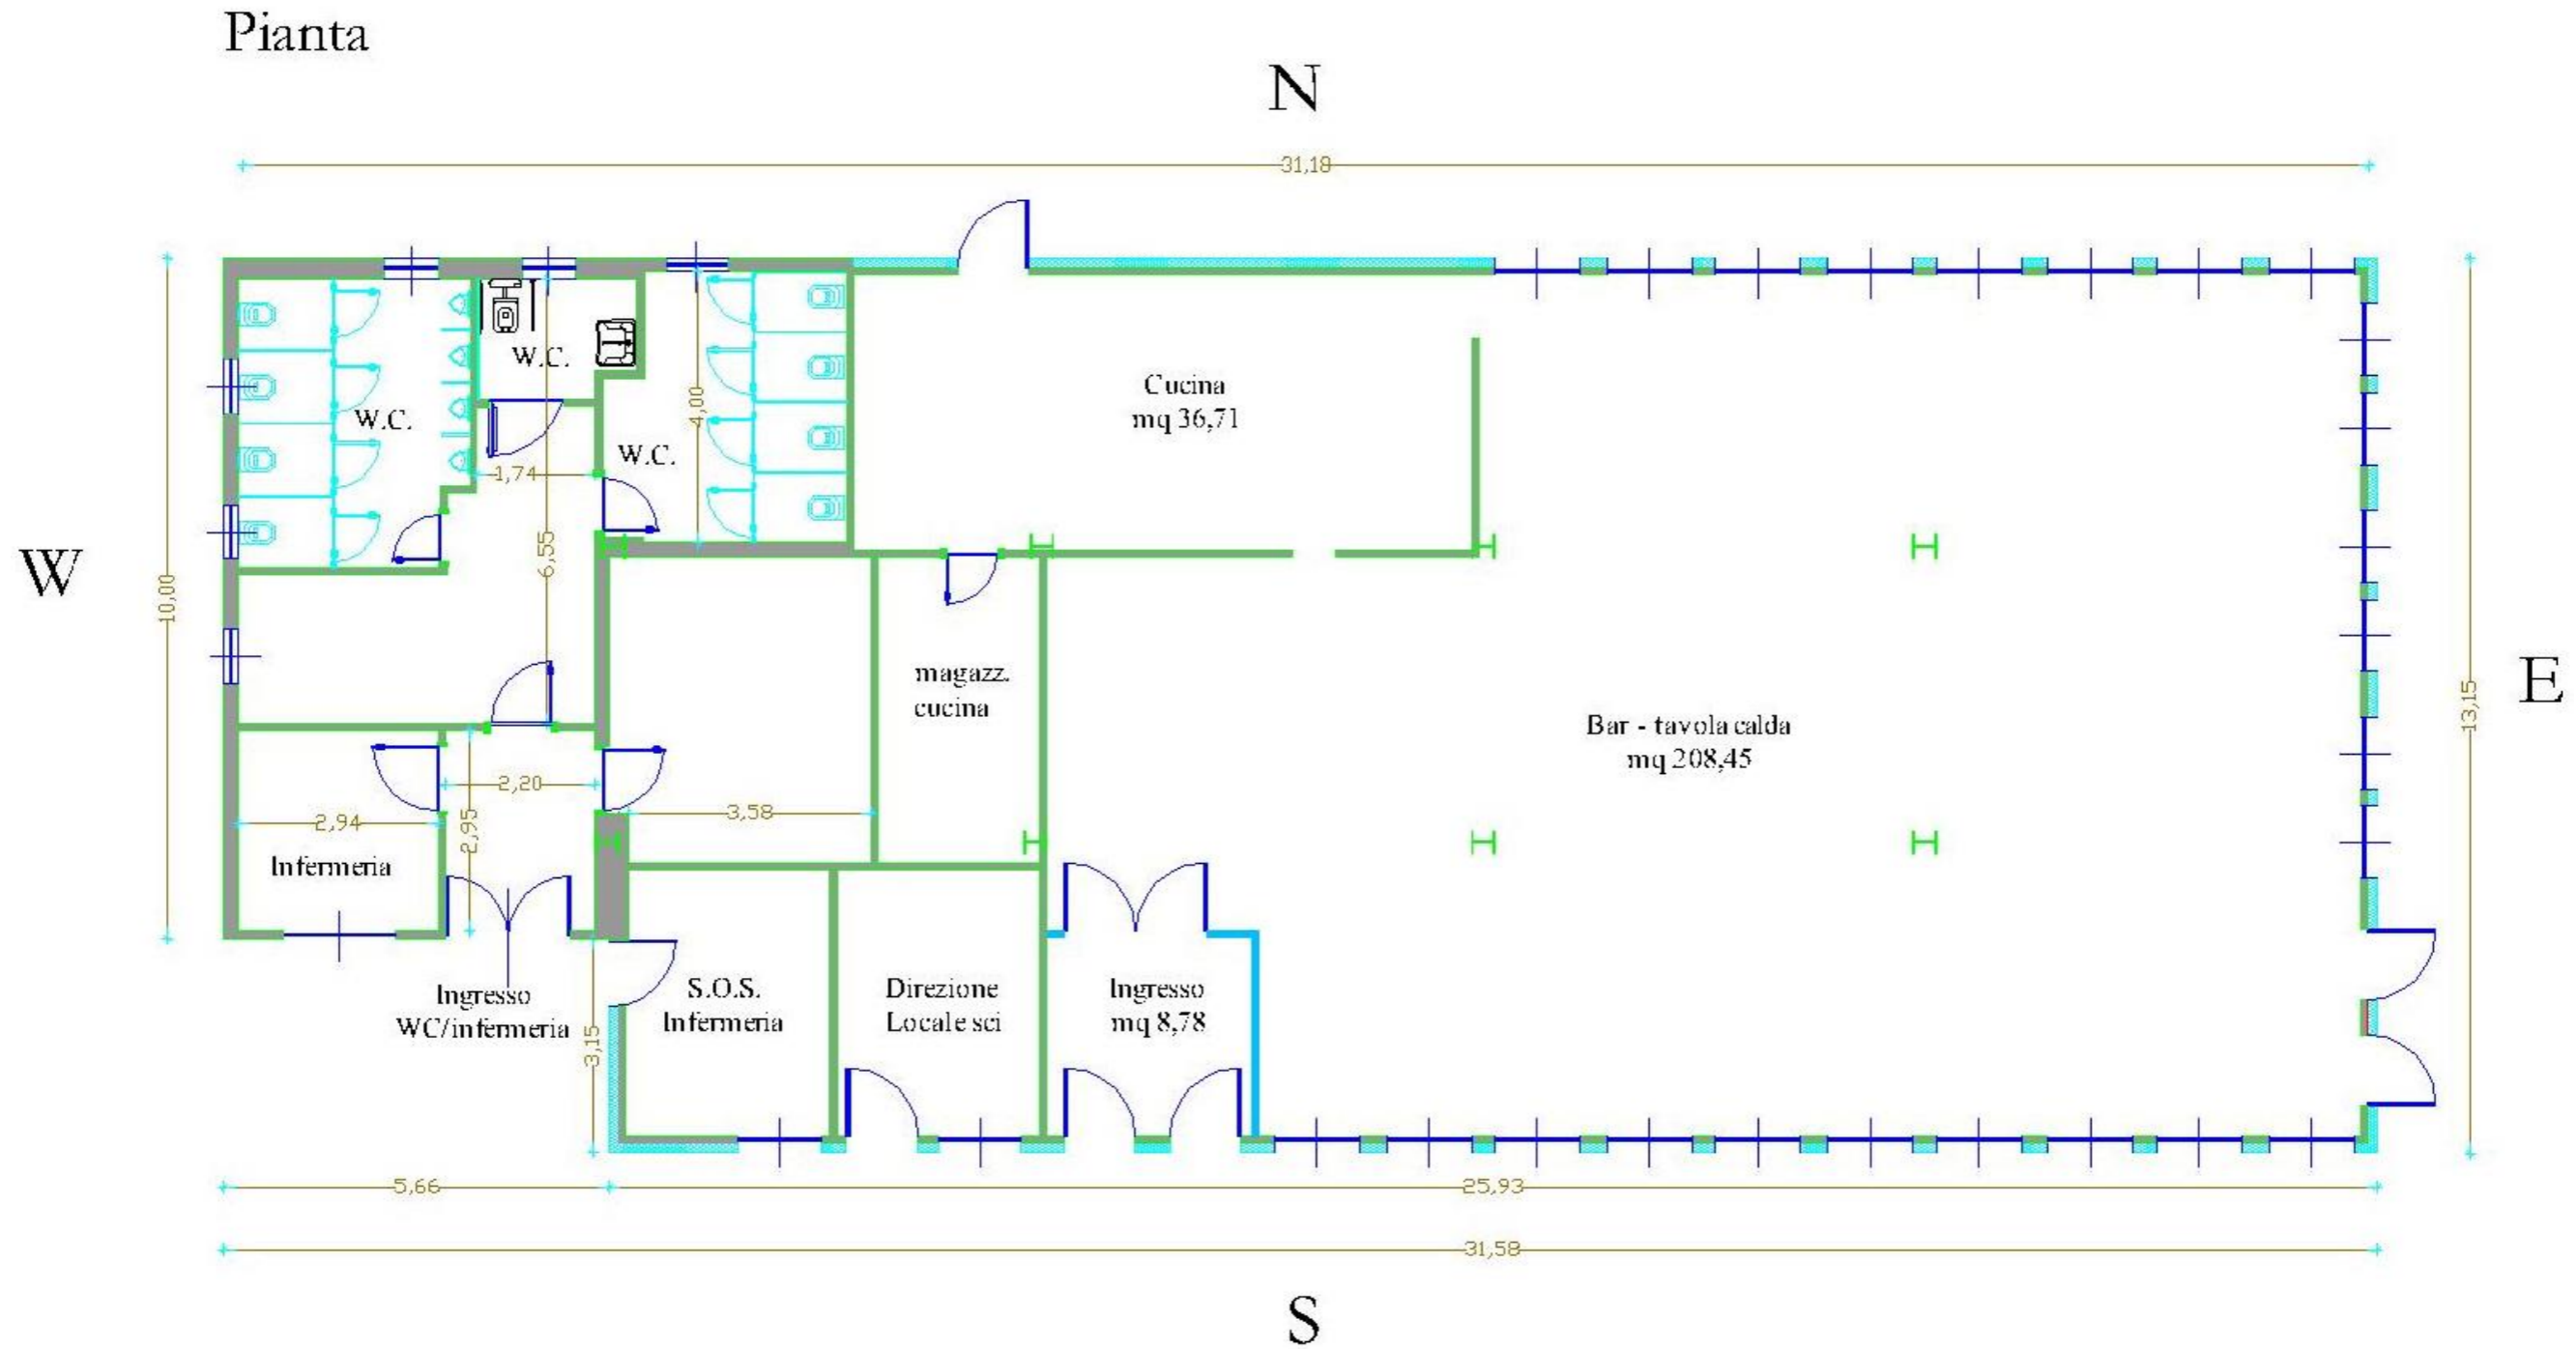 Pianta
N
31,18
W.C.
Cucina
mq 36,71
4,00
W.C.
W.C.
1,74
6,55
W
10,00
magazz.
cucina
E
13,15
Bar - tavola calda
mq 208,45
2,20
3,58
2,94
2,95
Infermeria
Ingresso
WC/infermeria
S.O.S.
Infermeria
Direzione
Locale sci
Ingresso
mq 8,78
3,15
5,66
25,93
31,58
S